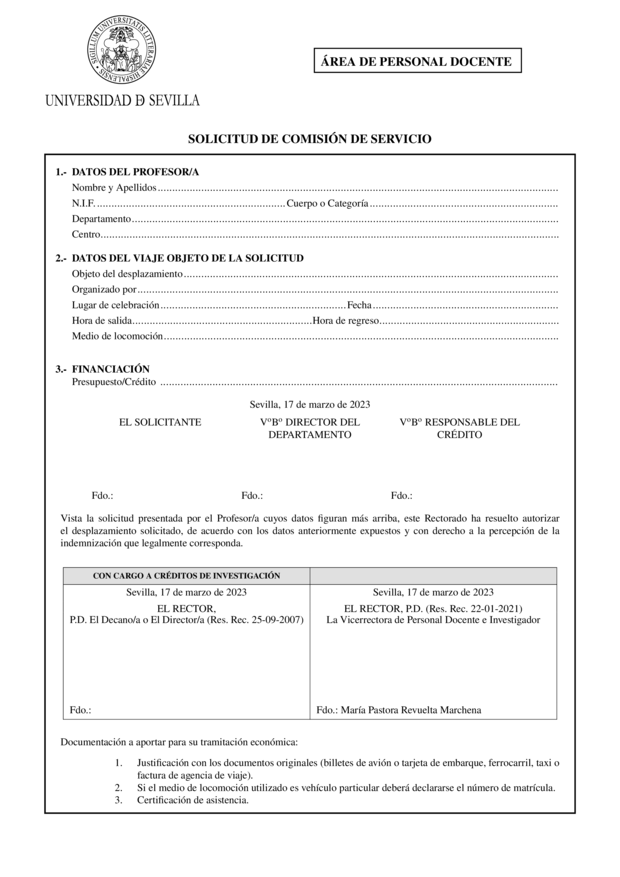 SIGILLUM UNIVERSITATIS LITTERARIAE HISPALENSIS
UNIVERSIDAD DE SEVILLA
ÁREA DE PERSONAL DOCENTE
SOLICITUD DE COMISIÓN DE SERVICIO
1.- DATOS DEL PROFESOR/A
Nombre y Apellidos
N.I.F. Cuerpo o Categoría
Departamento
Centro
2.- DATOS DEL VIAJE OBJETO DE LA SOLICITUD
Objeto del desplazamiento
Organizado por
Lugar de celebración Fecha
Hora de salida Hora de regreso
Medio de locomoción
3.- FINANCIACIÓN
Presupuesto/Crédito
Sevilla, 17 de marzo de 2023
EL SOLICITANTE VºBº DIRECTOR DEL VºBº RESPONSABLE DEL
DEPARTAMENTO CRÉDITO
Fdo.: Fdo.: Fdo.:
Vista la solicitud presentada por el Profesor/a cuyos datos figuran más arriba, este Rectorado ha resuelto autorizar
el desplazamiento solicitado, de acuerdo con los datos anteriormente expuestos y con derecho a la percepción de la
indemnización que legalmente corresponda.
CON CARGO A CRÉDITOS DE INVESTIGACIÓN
Sevilla, 17 de marzo de 2023
EL RECTOR,
P.D. El Decano/a o El Director/a (Res. Rec. 25-09-2007)
Fdo.:
Sevilla, 17 de marzo de 2023
EL RECTOR, P.D. (Res. Rec. 22-01-2021)
La Vicerrectora de Personal Docente e Investigador
Fdo.: María Pastora Revuelta Marchena
Documentación a aportar para su tramitación económica:
1. Justificación con los documentos originales (billetes de avión o tarjeta de embarque, ferrocarril, taxi o
factura de agencia de viaje).
2. Si el medio de locomoción utilizado es vehículo particular deberá declararse el número de matrícula.
3. Certificación de asistencia.